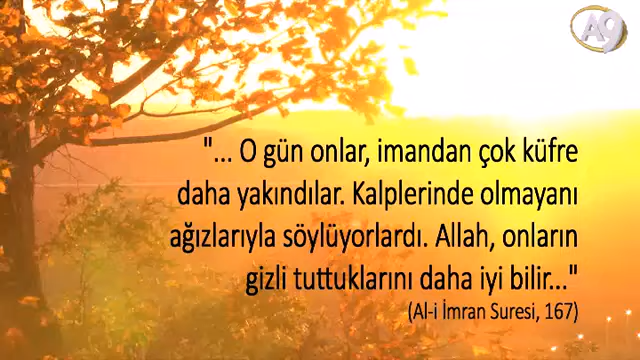 A9
"... O gün onlar, imandan çok küfre
daha yakındılar. Kalplerinde olmayanı
ağızlarıyla söylüyorlardı. Allah, onların
gizli tuttuklarını daha iyi bilir..."
(Al-i İmran Suresi, 167)